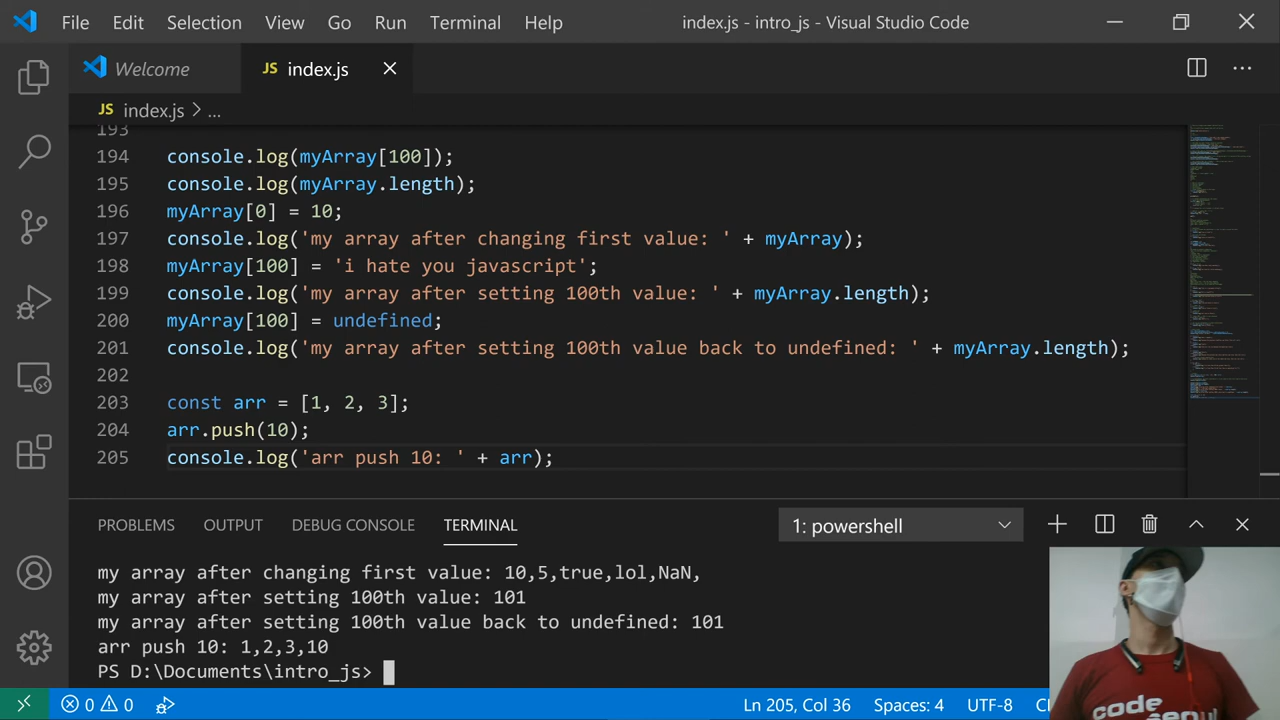 File Edit Selection View Go Run Terminal Help index.js - intro_js - Visual Studio Code
Welcome JS index.js
JS index.js > ...
193
194 console.log(myArray[100]);
195 console.log(myArray.length);
196 myArray[0] = 10;
197 console.log('my array after changing first value: ' + myArray);
198 myArray[100] = 'i hate you javascript';
199 console.log('my array after setting 100th value: ' + myArray.length);
200 myArray[100] = undefined;
201 console.log('my array after setting 100th value back to undefined: ' + myArray.length);
202
203 const arr = [1, 2, 3];
204 arr.push(10);
205 console.log('arr push 10: ' + arr);
PROBLEMS OUTPUT DEBUG CONSOLE TERMINAL 1: powershell
my array after changing first value: 10,5,true,lol,NaN,
my array after setting 100th value: 101
my array after setting 100th value back to undefined: 101
arr push 10: 1,2,3,10
PS D:\Documents\intro_js>
code
0 0 Ln 205, Col 36 Spaces: 4 UTF-8